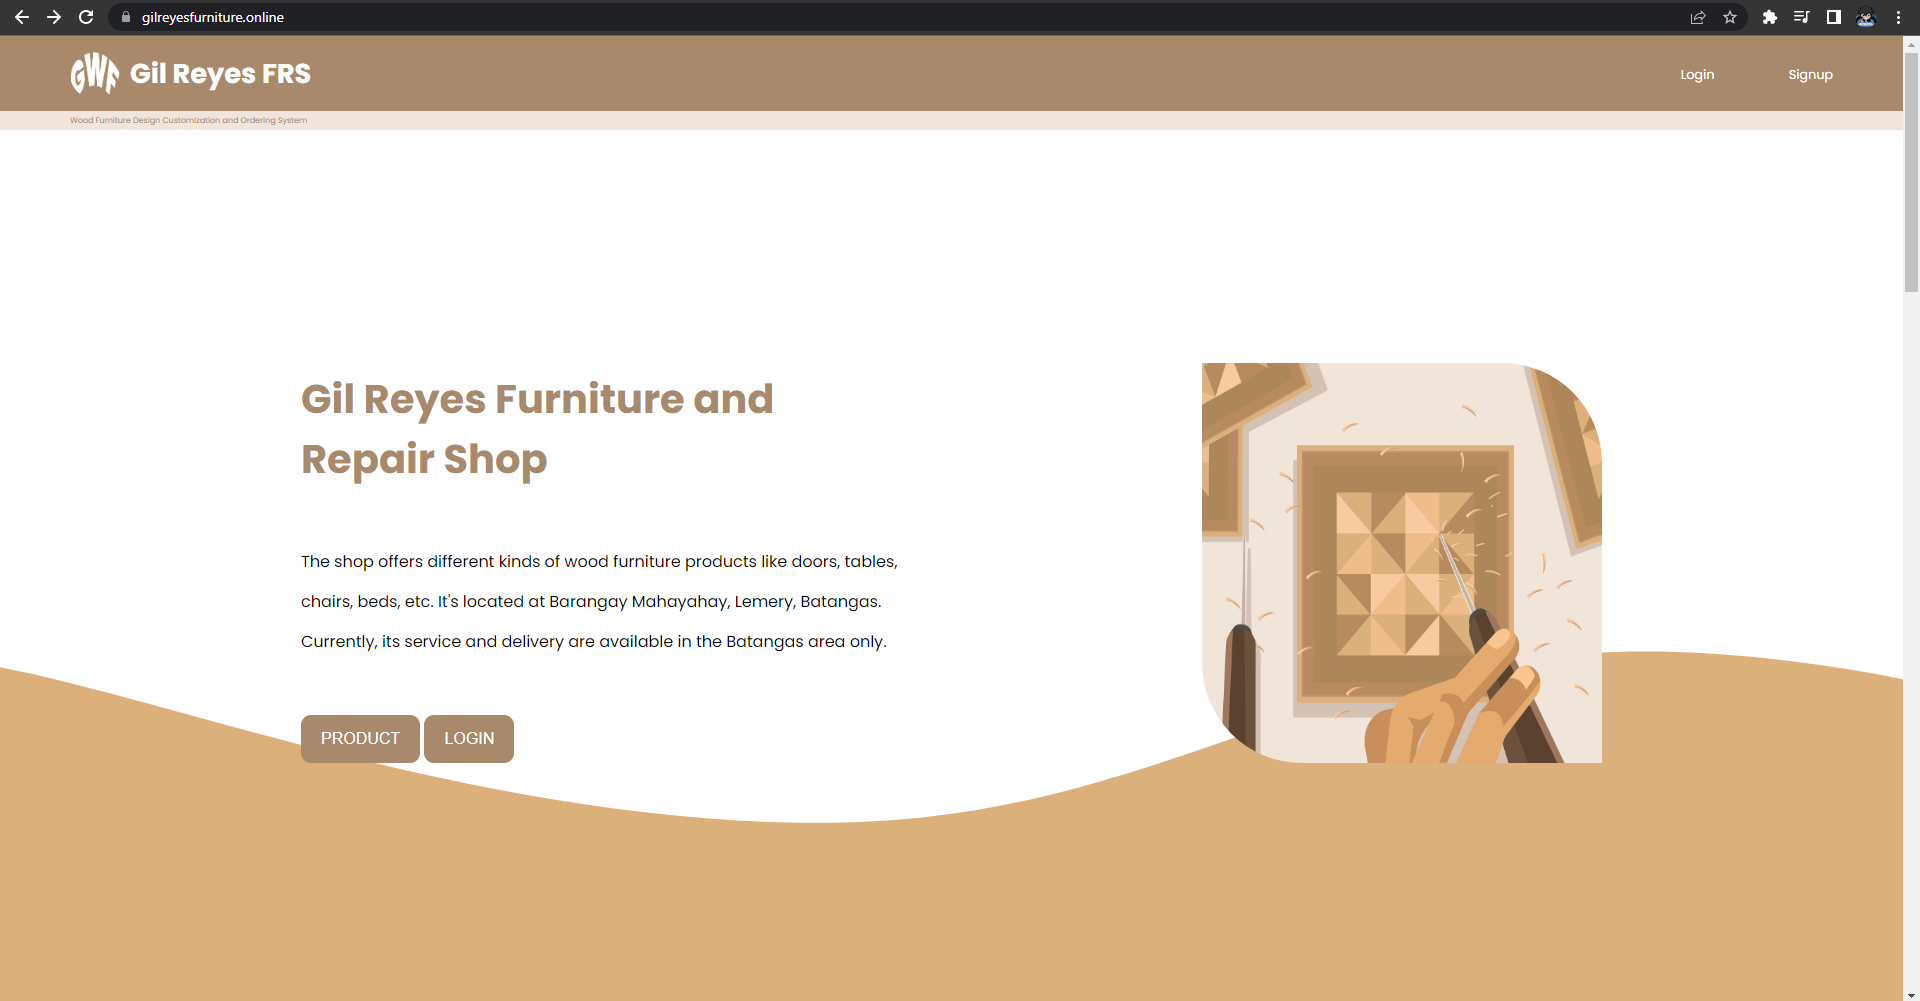 gilreyesfurniture.online
GWF Gil Reyes FRS
Login
Signup
Wood Furniture Design Customization and Ordering System
Gil Reyes Furniture and
Repair Shop
The shop offers different kinds of wood furniture products like doors, tables,
chairs, beds, etc. It's located at Barangay Mahayahay, Lemery, Batangas.
Currently, its service and delivery are available in the Batangas area only.
PRODUCT
LOGIN